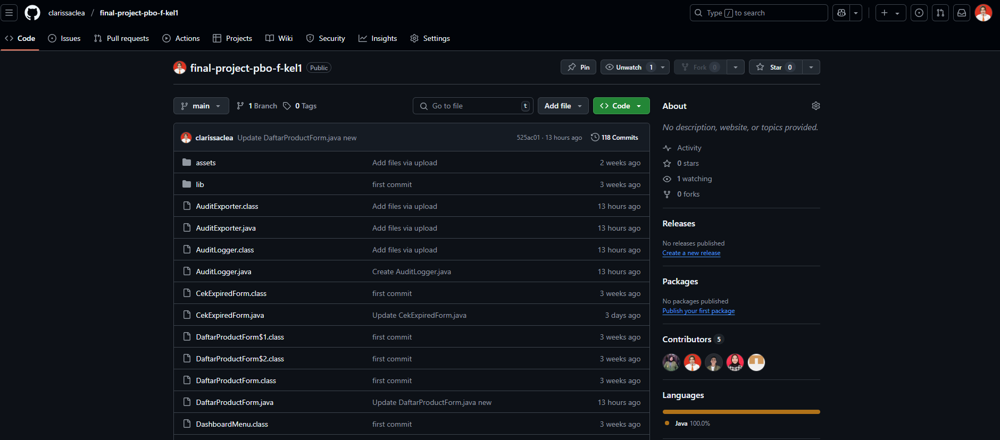 clarissaclea / final-project-pbo-f-kel1
Type / to search
Code Issues Pull requests Actions Projects Wiki Security Insights Settings
final-project-pbo-f-kel1 Public
Pin Unwatch 1 Fork 0 Star 0
main 1 Branch 0 Tags Go to file t Add file Code
clarissaclea Update DaftarProductForm.java new 525ac01 · 13 hours ago 118 Commits
assets Add files via upload 2 weeks ago
lib first commit 3 weeks ago
AuditExporter.class Add files via upload 13 hours ago
AuditExporter.java Add files via upload 13 hours ago
AuditLogger.class Add files via upload 13 hours ago
AuditLogger.java Create AuditLogger.java 13 hours ago
CekExpiredForm.class first commit 3 weeks ago
CekExpiredForm.java Update CekExpiredForm.java 3 days ago
DaftarProductForm$1.class first commit 3 weeks ago
DaftarProductForm$2.class first commit 3 weeks ago
DaftarProductForm.class first commit 3 weeks ago
DaftarProductForm.java Update DaftarProductForm.java new 13 hours ago
DashboardMenu.class first commit 3 weeks ago
About
No description, website, or topics provided.
Activity
0 stars
1 watching
0 forks
Releases
No releases published
Create a new release
Packages
No packages published
Publish your first package
Contributors 5
Languages
Java 100.0%